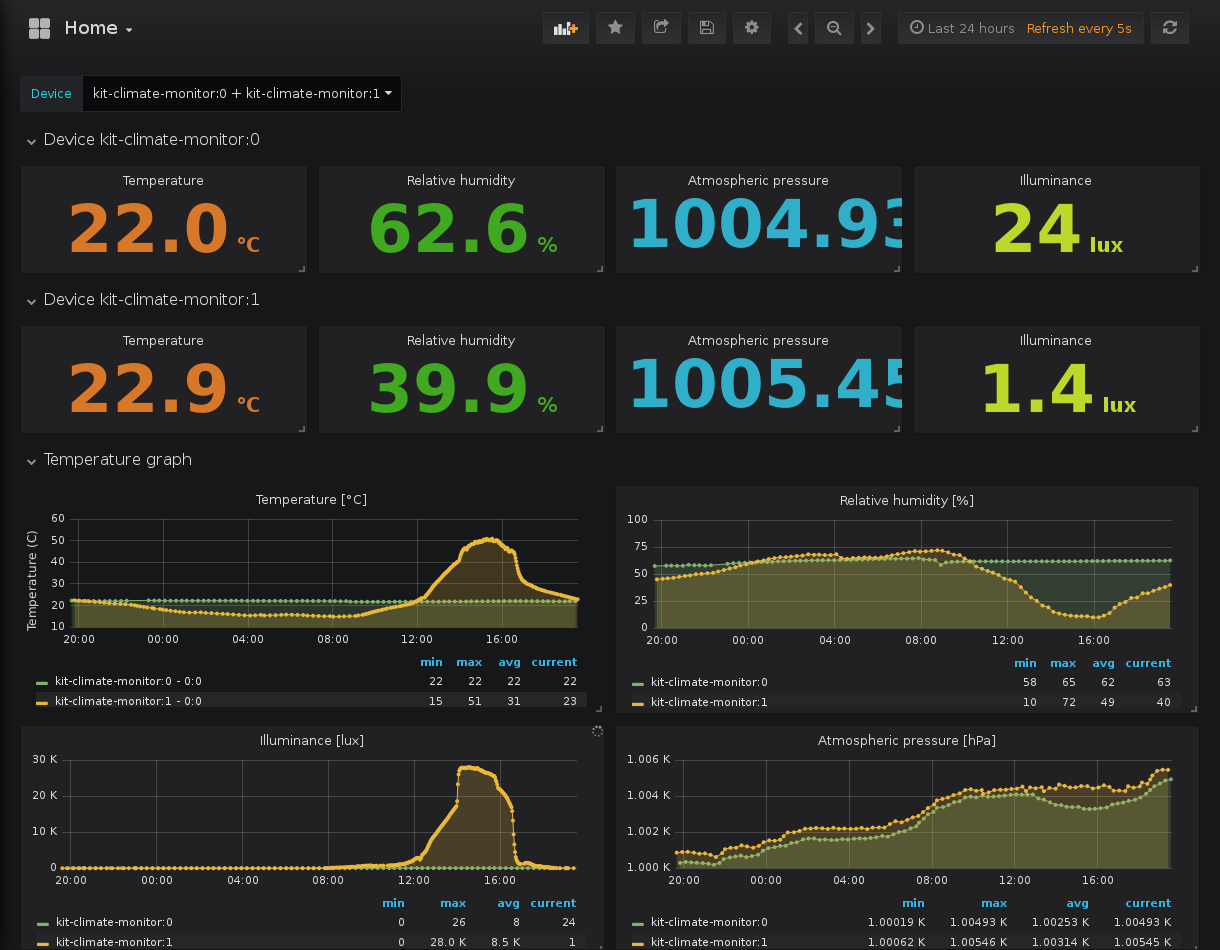 Home
Last 24 hours Refresh every 5s
Device kit-climate-monitor:0 + kit-climate-monitor:1
Device kit-climate-monitor:0
Temperature
22.0 °C
Relative humidity
62.6 %
Atmospheric pressure
1004.93
Illuminance
24 lux
Device kit-climate-monitor:1
Temperature
22.9 °C
Relative humidity
39.9 %
Atmospheric pressure
1005.45
Illuminance
1.4 lux
Temperature graph
Temperature [°C]
Temperature (C)
60
50
40
30
20
10
20:00 00:00 04:00 08:00 12:00 16:00
min max avg current
kit-climate-monitor:0 - 0:0 22 22 22 22
kit-climate-monitor:1 - 0:0 15 51 31 23
Relative humidity [%]
100
75
50
25
0
20:00 00:00 04:00 08:00 12:00 16:00
min max avg current
kit-climate-monitor:0 58 65 62 63
kit-climate-monitor:1 10 72 49 40
Illuminance [lux]
30 K
20 K
10 K
0
20:00 00:00 04:00 08:00 12:00 16:00
min max avg current
kit-climate-monitor:0 0 26 8 24
kit-climate-monitor:1 0 28.0 K 8.5 K 1
Atmospheric pressure [hPa]
1.006 K
1.004 K
1.002 K
1.000 K
20:00 00:00 04:00 08:00 12:00 16:00
min max avg current
kit-climate-monitor:0 1.00019 K 1.00493 K 1.00253 K 1.00493 K
kit-climate-monitor:1 1.00062 K 1.00546 K 1.00314 K 1.00545 K